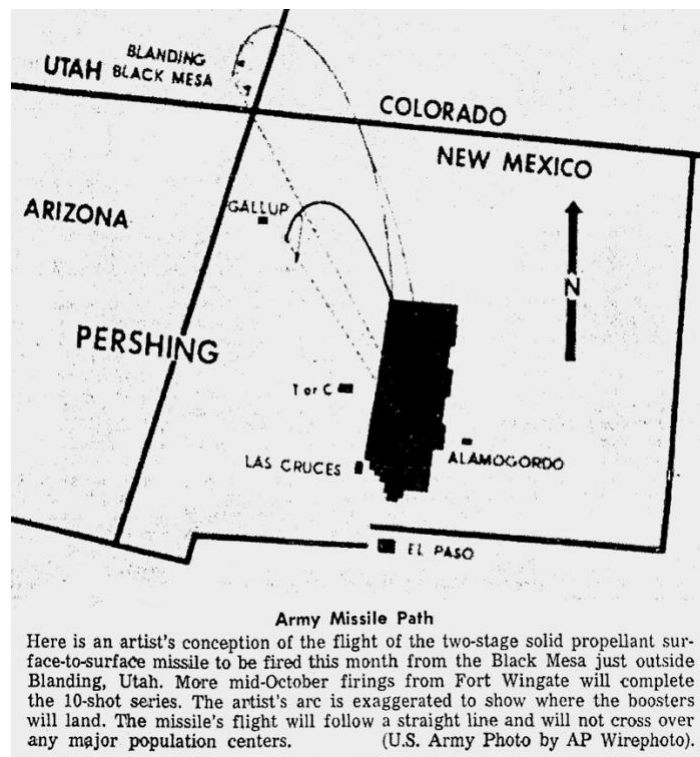 BLANDING
UTAH BLACK MESA
COLORADO
NEW MEXICO
ARIZONA
GALLUP
N
PERSHING
T or C
LAS CRUCES
ALAMOGORDO
EL PASO
Army Missile Path
Here is an artist's conception of the flight of the two-stage solid propellant sur-
face-to-surface missile to be fired this month from the Black Mesa just outside
Blanding, Utah. More mid-October firings from Fort Wingate will complete
the 10-shot series. The artist's arc is exaggerated to show where the boosters
will land. The missile's flight will follow a straight line and will not cross over
any major population centers. (U.S. Army Photo by AP Wirephoto).